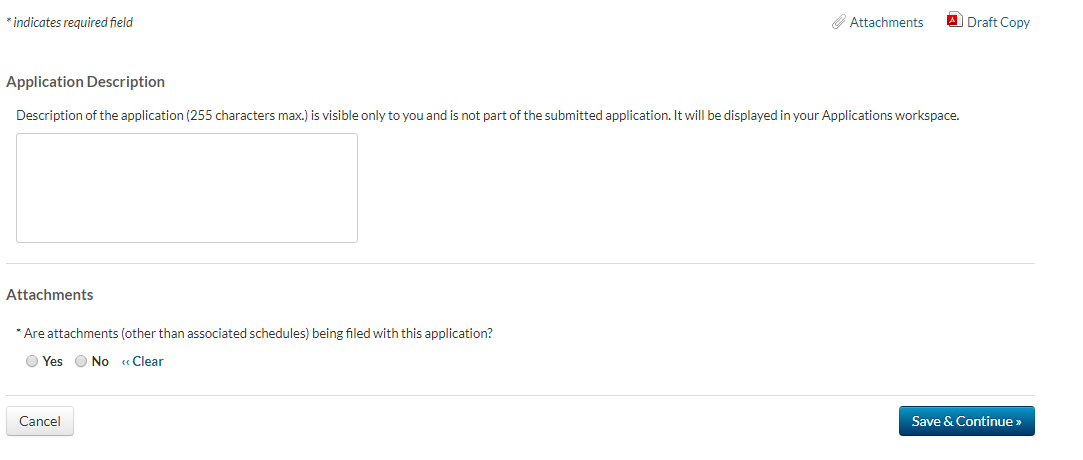 * indicates required field
Attachments Draft Copy
Application Description
Description of the application (255 characters max.) is visible only to you and is not part of the submitted application. It will be displayed in your Applications workspace.
Attachments
* Are attachments (other than associated schedules) being filed with this application?
Yes No ‹‹ Clear
Cancel Save & Continue »